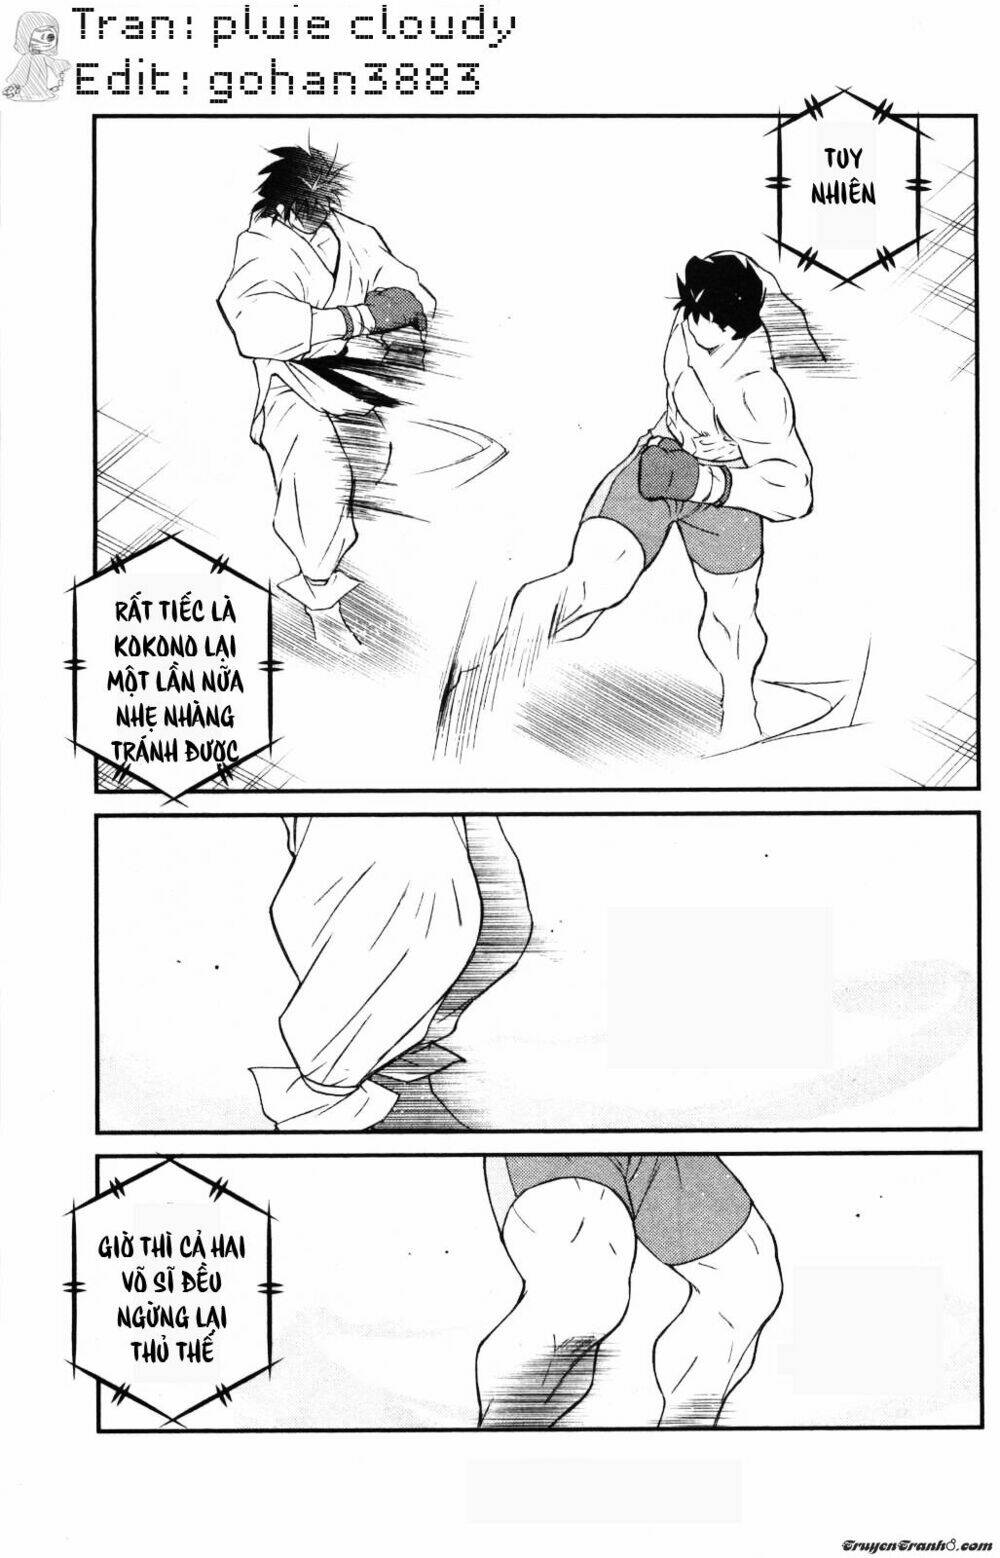 Tran: pluie cloudy
Edit: gohan3883
TUY
NHIÊN
RẤT TIẾC LÀ
KOKONO LẠI
MỘT LẦN NỮA
NHẸ NHÀNG
TRÁNH ĐƯỢC
GIỜ THÌ CẢ HAI
VÕ SĨ ĐỀU
NGỪNG LẠI
THỦ THẾ
TruyenTranh8.com